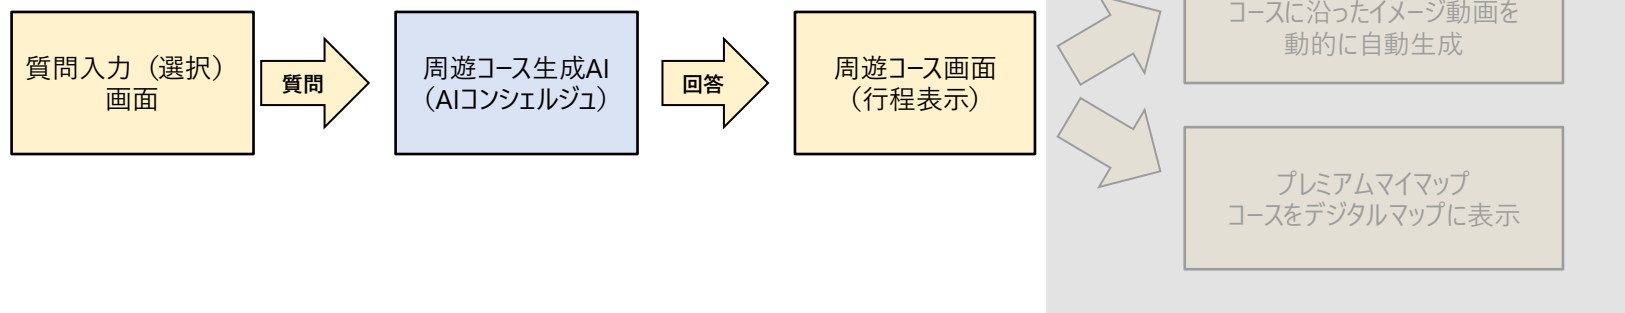 質問入力（選択）
画面
質問
周遊コース生成AI
（AIコンシェルジュ）
回答
周遊コース画面
（行程表示）
コースに沿ったイメージ動画を
動的に自動生成
プレミアムマイマップ
コースをデジタルマップに表示